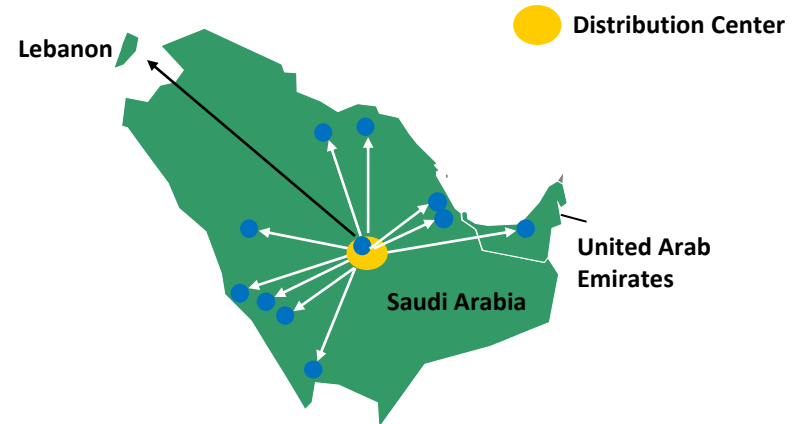 Distribution Center
Lebanon
United Arab
Emirates
Saudi Arabia